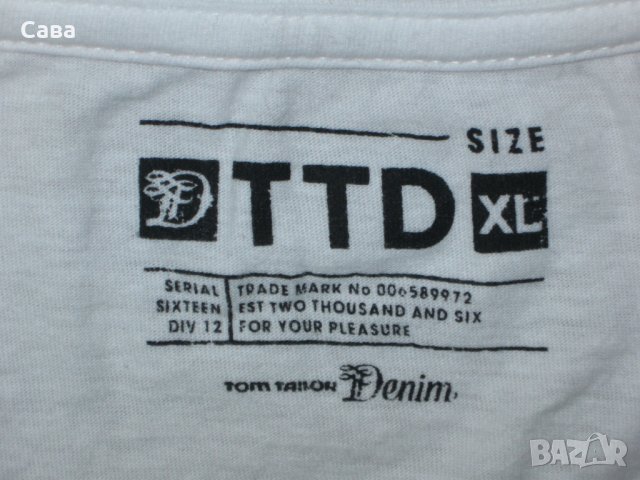 Сава
SIZE
TTD XL
SERIAL
SIXTEEN
DIV 12
TRADE MARK No 006589972
EST TWO THOUSAND AND SIX
FOR YOUR PLEASURE
TOM TAILOR Denim
BAZAR